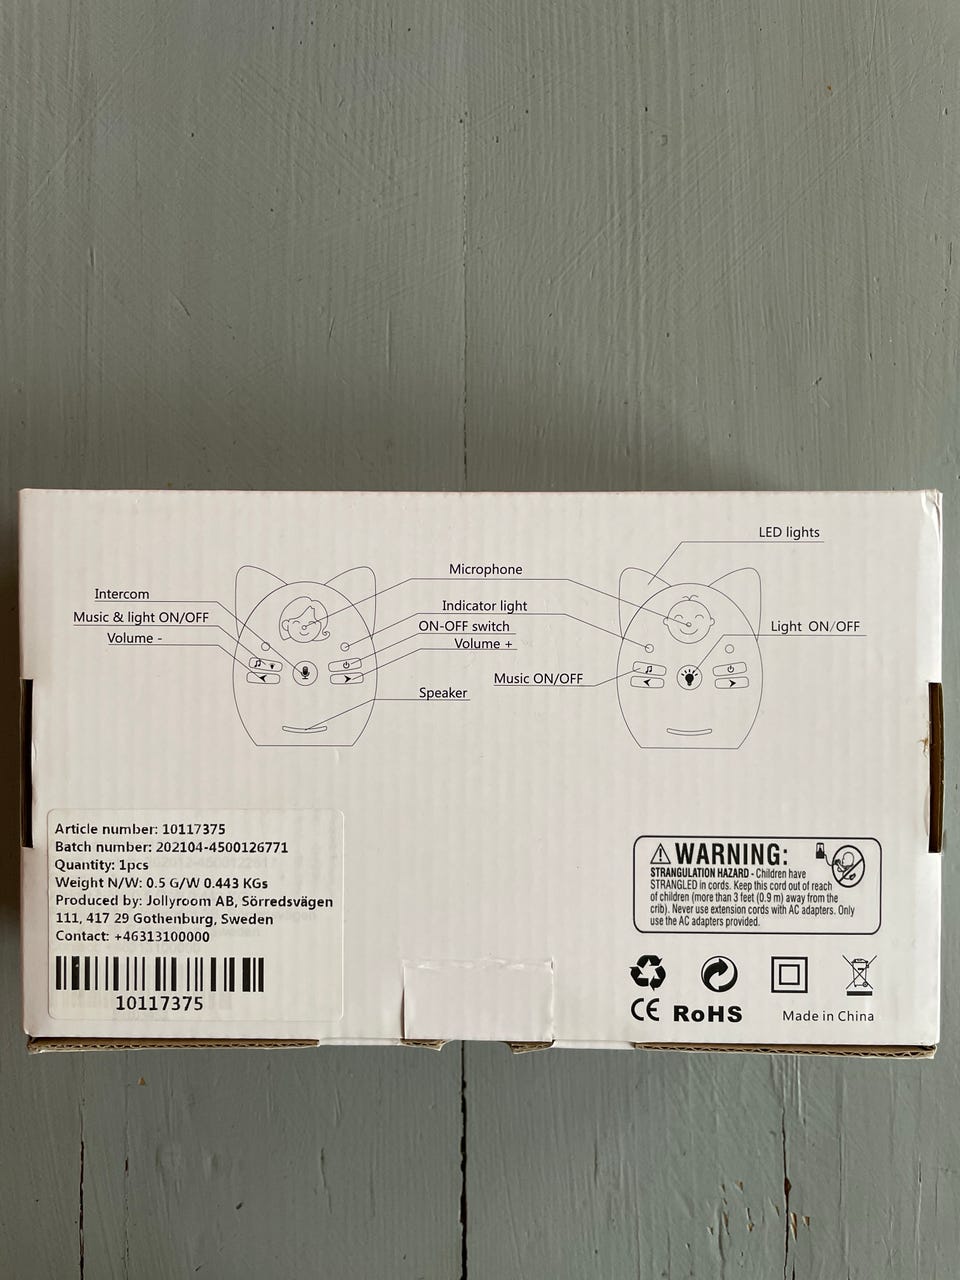 LED lights
Microphone
Intercom
Indicator light
Music & light ON/OFF
ON-OFF switch
Light ON/OFF
Volume -
Volume +
Music ON/OFF
Speaker
Article number: 10117375
Batch number: 202104-4500126771
Quantity: 1pcs
Weight N/W: 0.5 G/W 0.443 KGs
Produced by: Jollyroom AB, Sörredsvägen
111, 417 29 Gothenburg, Sweden
Contact: +46313100000
10117375
WARNING:
STRANGULATION HAZARD - Children have
STRANGLED in cords. Keep this cord out of reach
of children (more than 3 feet (0.9 m) away from the
crib). Never use extension cords with AC adapters. Only
use the AC adapters provided.
CE RoHS
Made in China